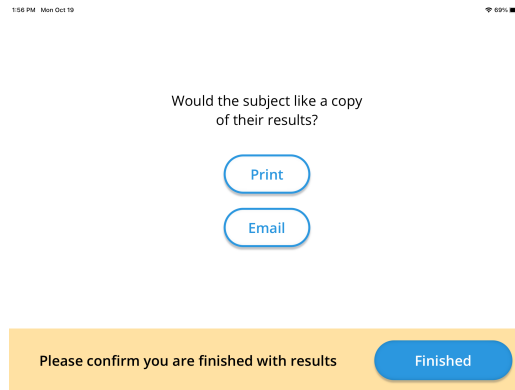 1:56 PM Mon Oct 19 69%
Would the subject like a copy
of their results?
Print
Email
Please confirm you are finished with results
Finished